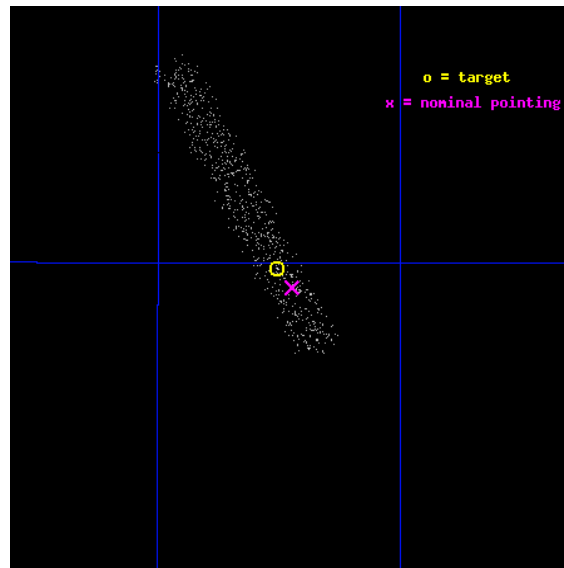 o = target
x = nominal pointing